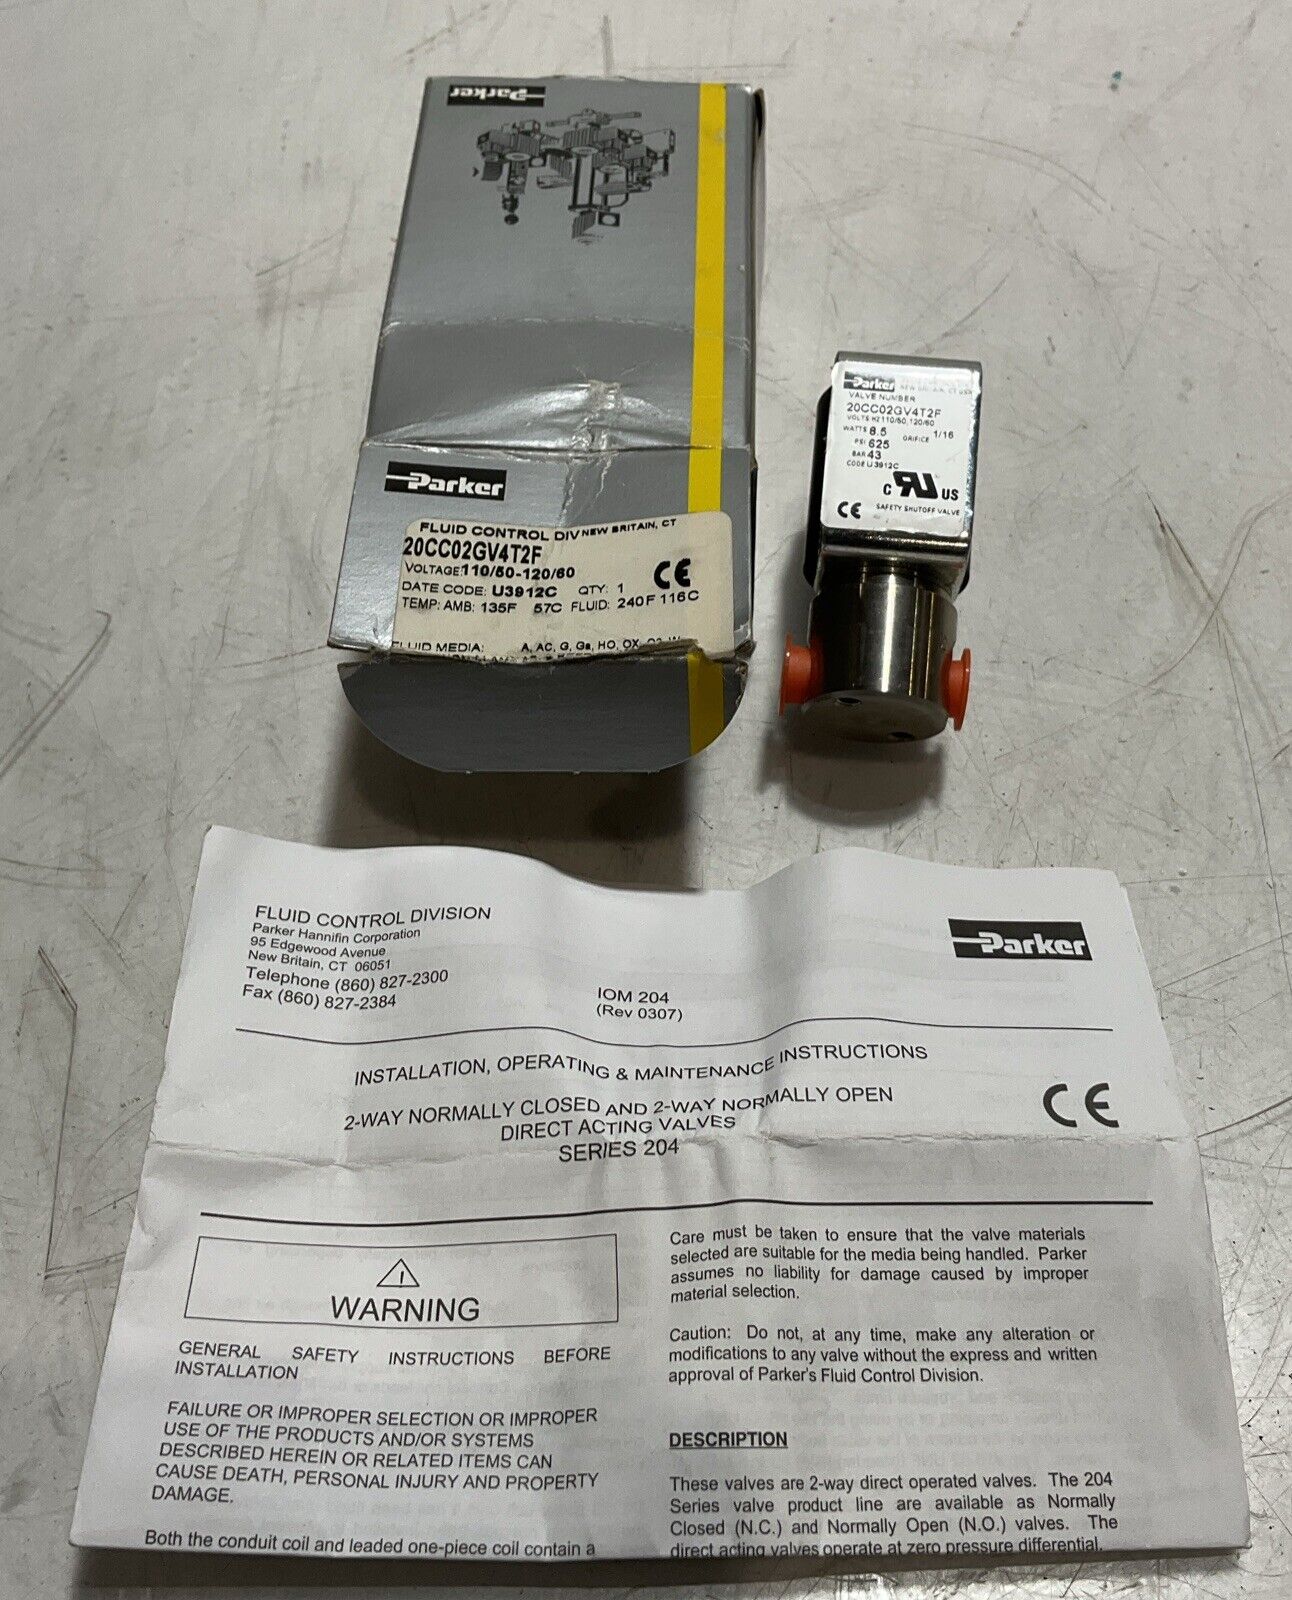 Parker
Parker
FLUID CONTROL DIV NEW BRITAIN, CT
20CC02GV4T2F
VOLTAGE: 110/50-120/60
CE
DATE CODE: U3912C QTY: 1
TEMP: AMB: 135F 57C FLUID: 240F 116C
FLUID MEDIA: A, AC, G, Ga, HO, OX,
Parker
NEW BRITAIN, CT USA
VALVE NUMBER
20CC02GV4T2F
VOLTS HZ 110/50, 120/60
WATTS 8.5 ORIFICE 1/16
PSI 625
BAR 43
CODE U3912C
C RU US
CE SAFETY SHUTOFF VALVE
FLUID CONTROL DIVISION
Parker Hannifin Corporation
95 Edgewood Avenue
New Britain, CT 06051
Telephone (860) 827-2300
Fax (860) 827-2384
Parker
IOM 204
(Rev 0307)
INSTALLATION, OPERATING & MAINTENANCE INSTRUCTIONS
2-WAY NORMALLY CLOSED AND 2-WAY NORMALLY OPEN
DIRECT ACTING VALVES
SERIES 204
CE
WARNING
GENERAL SAFETY INSTRUCTIONS BEFORE
INSTALLATION
FAILURE OR IMPROPER SELECTION OR IMPROPER
USE OF THE PRODUCTS AND/OR SYSTEMS
DESCRIBED HEREIN OR RELATED ITEMS CAN
CAUSE DEATH, PERSONAL INJURY AND PROPERTY
DAMAGE.
Both the conduit coil and leaded one-piece coil contain a
Care must be taken to ensure that the valve materials
selected are suitable for the media being handled. Parker
assumes no liability for damage caused by improper
material selection.
Caution: Do not, at any time, make any alteration or
modifications to any valve without the express and written
approval of Parker's Fluid Control Division.
DESCRIPTION
These valves are 2-way direct operated valves. The 204
Series valve product line are available as Normally
Closed (N.C.) and Normally Open (N.O.) valves. The
direct acting valves operate at zero pressure differential.